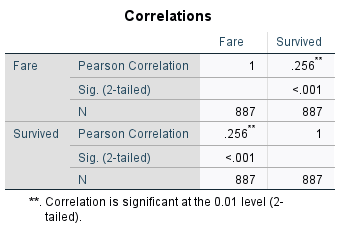 Correlations
Fare Survived
Fare Pearson Correlation 1 .256**
Sig. (2-tailed) <.001
N 887 887
Survived Pearson Correlation .256** 1
Sig. (2-tailed) <.001
N 887 887
**. Correlation is significant at the 0.01 level (2-
tailed).